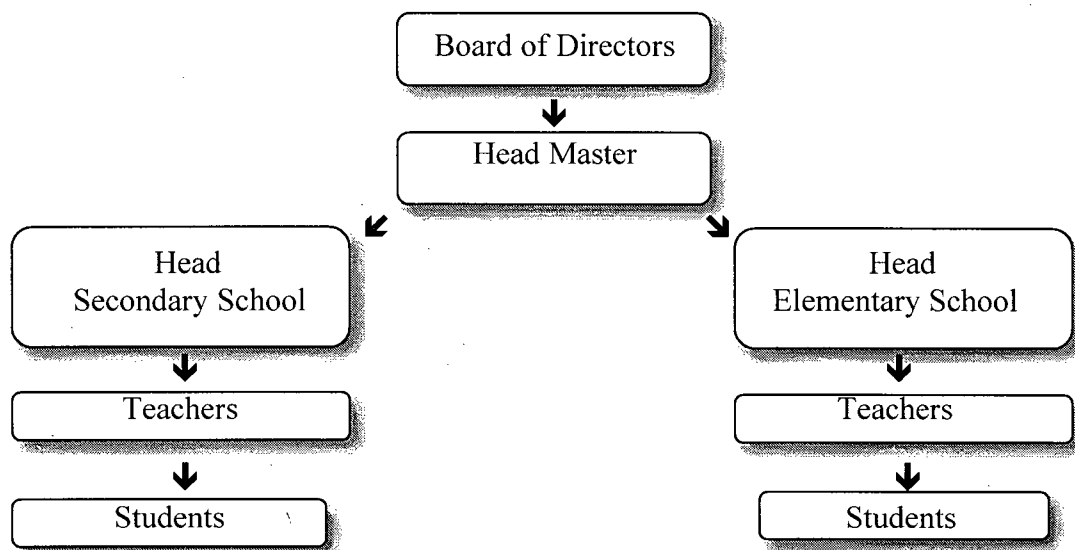 Board of Directors
Head Master
Head
Secondary School
Head
Elementary School
Teachers
Teachers
Students
Students